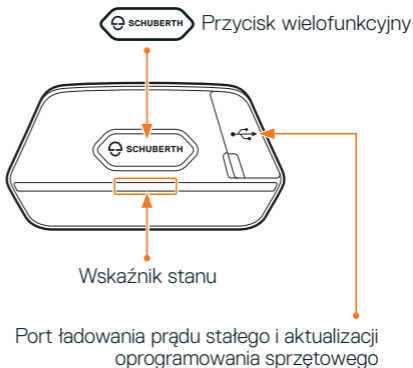 SCHUBERTH Przycisk wielofunkcyjny
SCHUBERTH
Wskaźnik stanu
Port ładowania prądu stałego i aktualizacji
oprogramowania sprzętowego